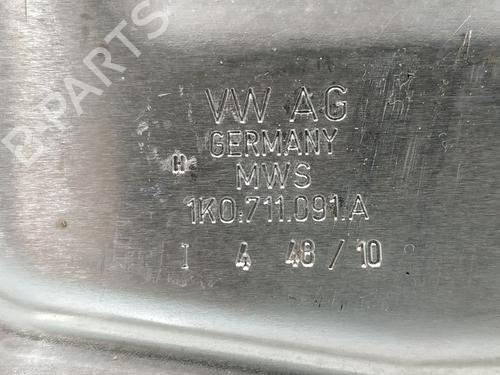 B-PARTS
VW AG
GERMANY
H
MWS
1K0.711.091.A
I 4 48/10